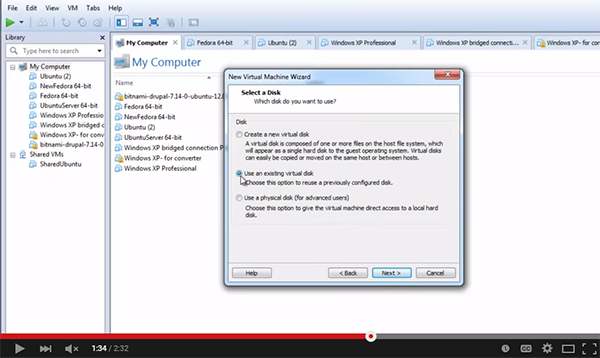 File Edit View VM Tabs Help
Library
Type here to search
My Computer
Ubuntu (2)
NewFedora 64-bit
Fedora 64-bit
UbuntuServer 64-bit
Windows XP Profession
Windows XP bridged
Windows XP- for conv
bitnami-drupal-7.14-0
Shared VMs
SharedUbuntu
My Computer
Fedora 64-bit
Ubuntu (2)
Windows XP Professional
Windows XP bridged connecti...
Windows XP- for
My Computer
Name
bitnami-drupal-7.14-0-ubuntu-12.0
Fedora 64-bit
NewFedora 64-bit
Ubuntu (2)
UbuntuServer 64-bit
Windows XP bridged connection P
Windows XP- for converter
Windows XP Professional
New Virtual Machine Wizard
Select a Disk
Which disk do you want to use?
Disk
Create a new virtual disk
A virtual disk is composed of one or more files on the host file system, which
will appear as a single hard disk to the guest operating system. Virtual disks
can easily be copied or moved on the same host or between hosts.
Use an existing virtual disk
Choose this option to reuse a previously configured disk.
Use a physical disk (for advanced users)
Choose this option to give the virtual machine direct access to a local hard
disk.
Help
< Back
Next >
Cancel
1:34 / 2:32
CC